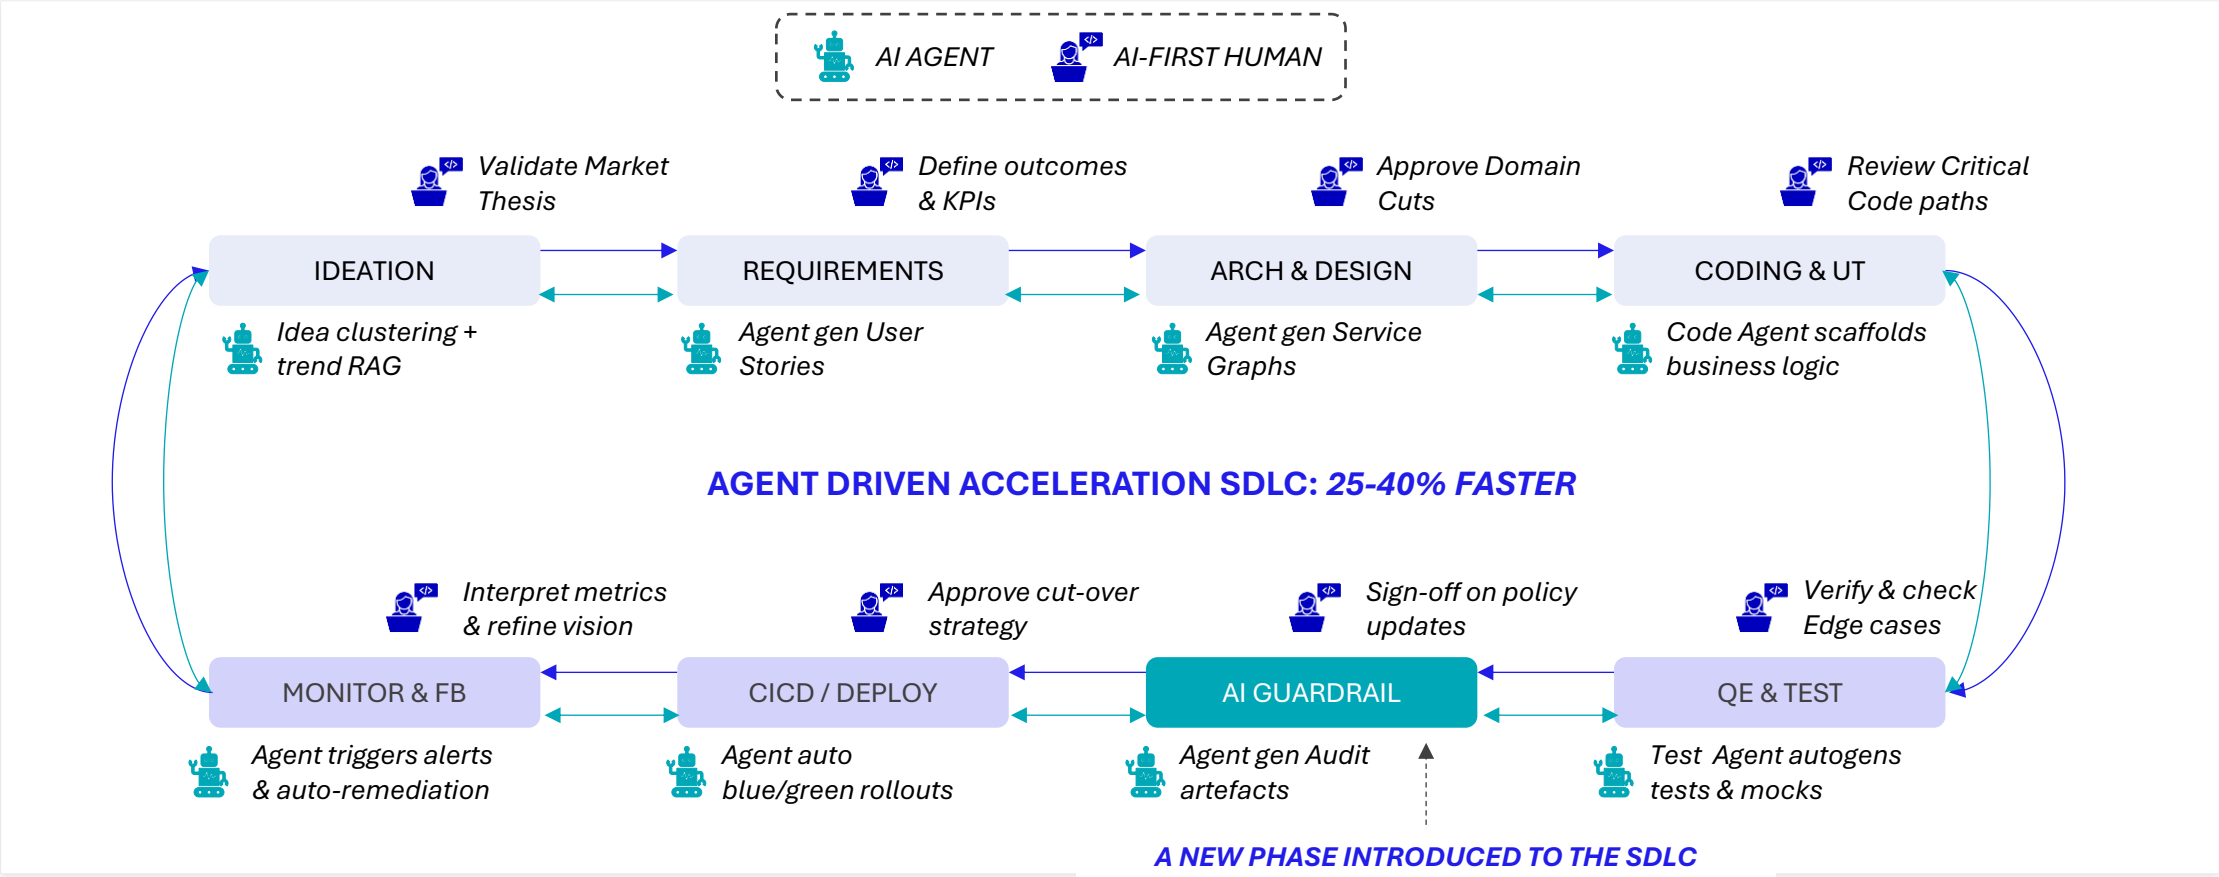 AI AGENT
AI-FIRST HUMAN
Validate Market
Thesis
Define outcomes
& KPIs
Approve Domain
Cuts
Review Critical
Code paths
IDEATION
REQUIREMENTS
ARCH & DESIGN
CODING & UT
Idea clustering +
trend RAG
Agent gen User
Stories
Agent gen Service
Graphs
Code Agent scaffolds
business logic
AGENT DRIVEN ACCELERATION SDLC: 25-40% FASTER
Interpret metrics
& refine vision
Approve cut-over
strategy
Sign-off on policy
updates
Verify & check
Edge cases
MONITOR & FB
CICD / DEPLOY
AI GUARDRAIL
QE & TEST
Agent triggers alerts
& auto-remediation
Agent auto
blue/green rollouts
Agent gen Audit
artefacts
Test Agent autogens
tests & mocks
A NEW PHASE INTRODUCED TO THE SDLC